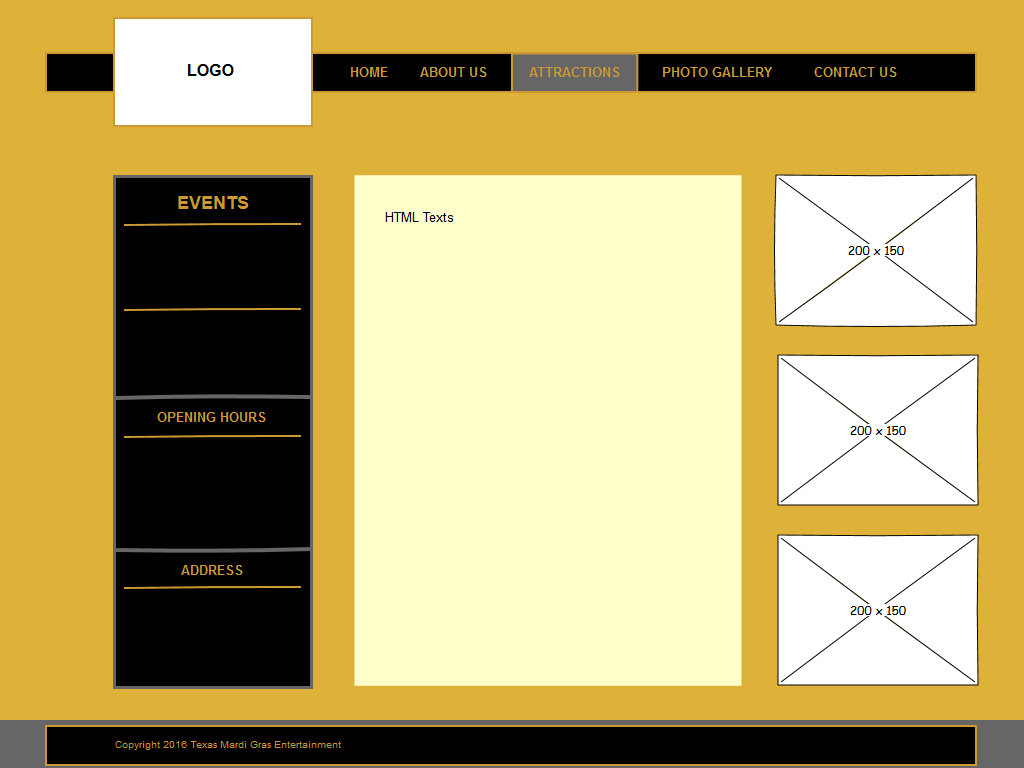 LOGO
HOME ABOUT US ATTRACTIONS PHOTO GALLERY CONTACT US
EVENTS
OPENING HOURS
ADDRESS
HTML Texts
200 x 150
200 x 150
200 x 150
Copyright 2016 Texas Mardi Gras Entertainment